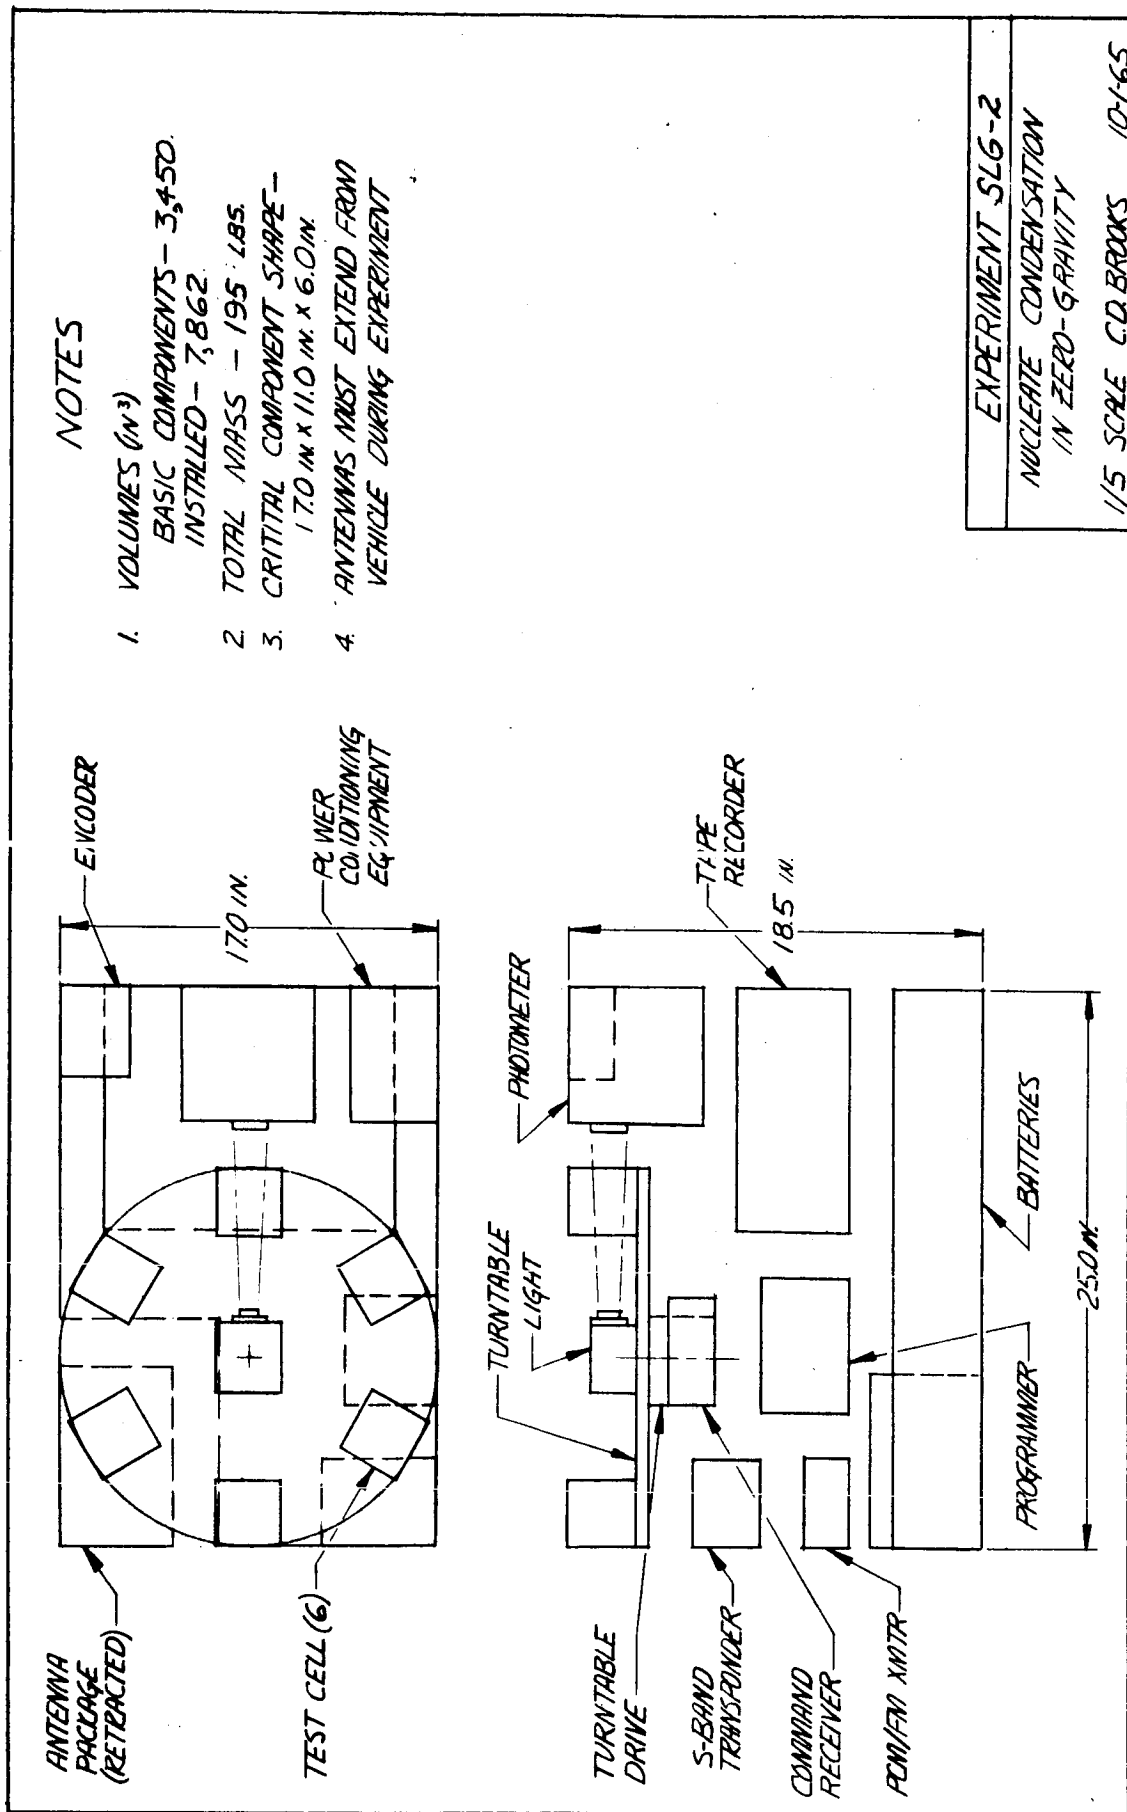 NOTES
1. VOLUMES (IN³)
BASIC COMPONENTS - 3,450.
INSTALLED - 7,862.
2. TOTAL MASS - 195 LBS.
3. CRITITAL COMPONENT SHAPE -
17.0 IN. X 11.0 IN. X 6.0 IN.
4. ANTENNAS MUST EXTEND FROM
VEHICLE DURING EXPERIMENT
ANTENNA
PACKAGE
(RETRACTED)
TEST CELL (6)
ENCODER
17.0 IN.
POWER
CONDITIONING
EQUIPMENT
TURNTABLE
DRIVE
S-BAND
TRANSPONDER
COMMAND
RECEIVER
PCM/FM XMTR
TURNTABLE
LIGHT
PHOTOMETER
TAPE
RECORDER
18.5 IN.
PROGRAMMER
BATTERIES
25.0 IN.
EXPERIMENT SLG-2
NUCLEATE CONDENSATION
IN ZERO-GRAVITY
1/5 SCALE C.D. BROOKS 10-1-65